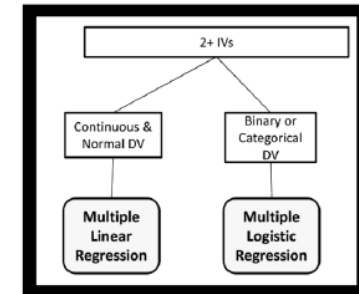 2+ IVs
Continuous &
Normal DV
Binary or
Categorical
DV
Multiple
Linear
Regression
Multiple
Logistic
Regression